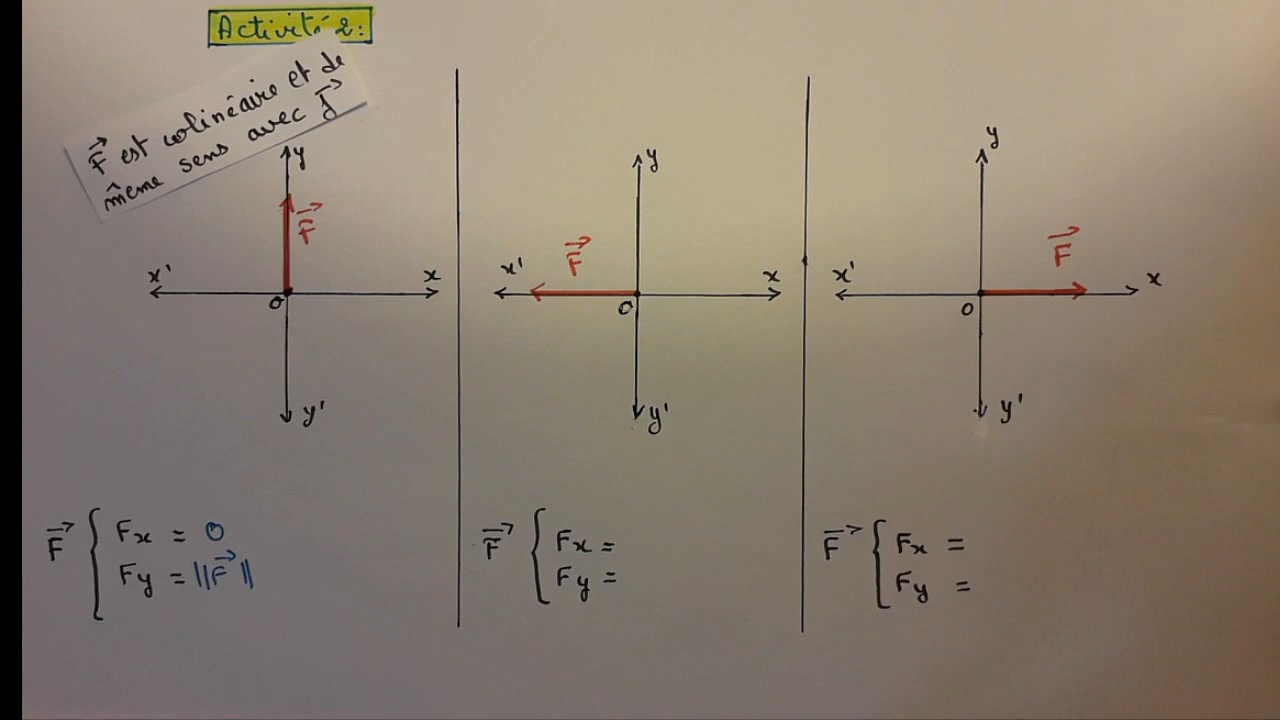 Activité 2:
F⃗ est colinéaire et de
même sens avec j⃗
y
F⃗
x'
x
O
y'
F⃗ { Fx = 0
Fy = ||F⃗||
y
F⃗
x'
x
O
y'
F⃗ { Fx =
Fy =
y
F⃗
x'
x
O
y'
F⃗ { Fx =
Fy =